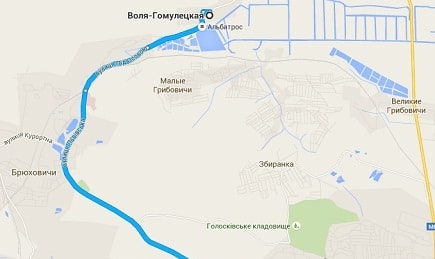 Воля-Гомулецкая
Альбатрос
Малые
Грибовичи
Великие
Грибовичи
вулиця Курортна
Брюховичи
Збиранка
Голосківське кладовище